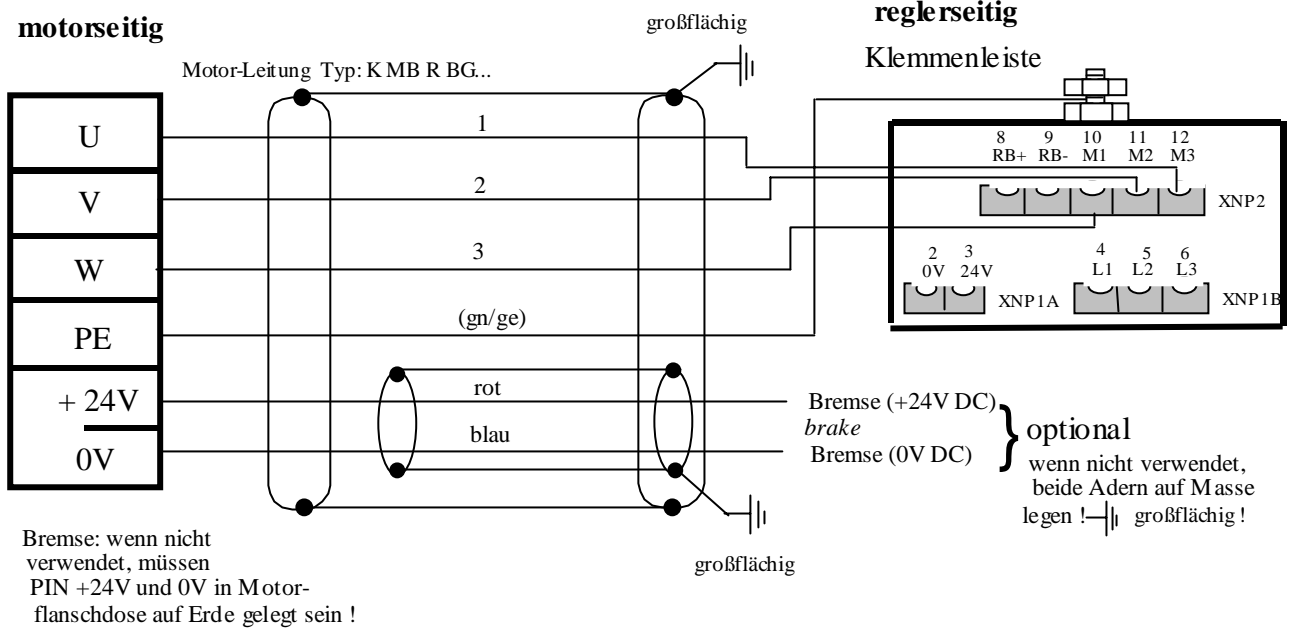 motorseitig
großflächig
reglerseitig
Klemmenleiste
Motor-Leitung Typ: KMB R BG...
U
1
V
2
W
3
PE
(gn/ge)
+ 24V
rot
0V
blau
8 9 10 11 12
RB+ RB- M1 M2 M3
XNP2
2 3
0V 24V
XNP1A
4 5 6
L1 L2 L3
XNP1B
Bremse (+24V DC)
brake
Bremse (0V DC)
optional
wenn nicht verwendet,
beide Adern auf Masse
legen ! großflächig !
großflächig
Bremse: wenn nicht
verwendet, müssen
PIN +24V und 0V in Motor-
flanschdose auf Erde gelegt sein !